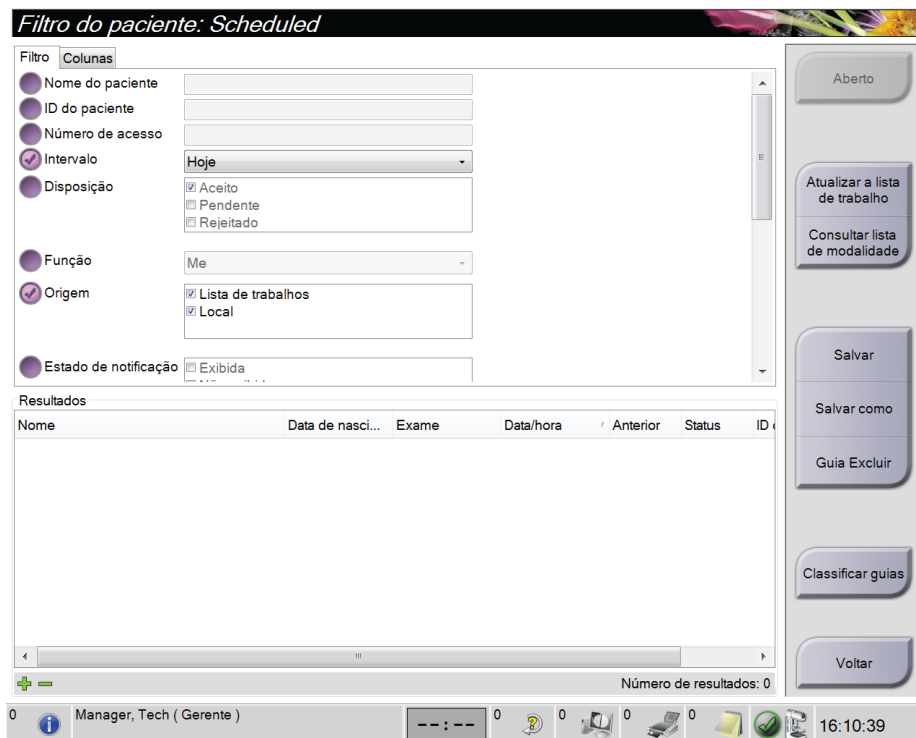 Filtro do paciente: Scheduled
Filtro Colunas
Nome do paciente
ID do paciente
Número de acesso
Intervalo Hoje
Disposição Aceito
Pendente
Rejeitado
Função Me
Origem Lista de trabalhos
Local
Estado de notificação Exibida
Resultados
Nome Data de nasci... Exame Data/hora Anterior Status ID
Número de resultados: 0
Aberto
Atualizar a lista
de trabalho
Consultar lista
de modalidade
Salvar
Salvar como
Guia Excluir
Classificar guias
Voltar
0 Manager, Tech ( Gerente ) --:-- 0 0 0 0 16:10:39